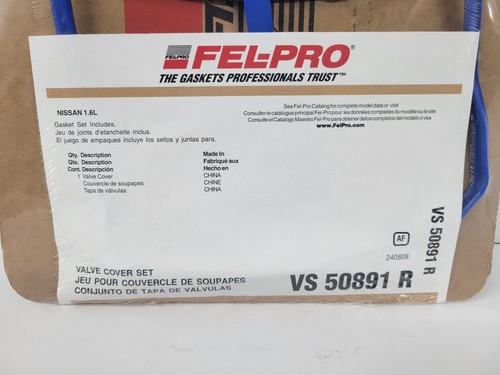 FEL-PRO
FEL-PRO®
THE GASKETS PROFESSIONALS TRUST™
NISSAN 1.6L
Gasket Set Includes.
Jeu de joints d'etancheite inclus.
El juego de empaques incluye los sellos y juntas para.
See Fel-Pro Catalog for complete model data or visit
Consulter le catalogue principal Fel-Pro pour les données complètes du modèle ou le site
Consulte el Catalogo Maestro Fel-Pro para obtener datos completos del modelo o vea
www.FelPro.com
Qty. Description Made In
Qte. Description Fabriqué aux
Cont. Descripción Hecho en
1 Valve Cover CHINA
Couvercle de soupapes CHINE
Tapa de válvulas CHINA
AF
240808
VALVE COVER SET
JEU POUR COUVERCLE DE SOUPAPES
CONJUNTO DE TAPA DE VALVULAS
VS 50891 R
VS 50891 R